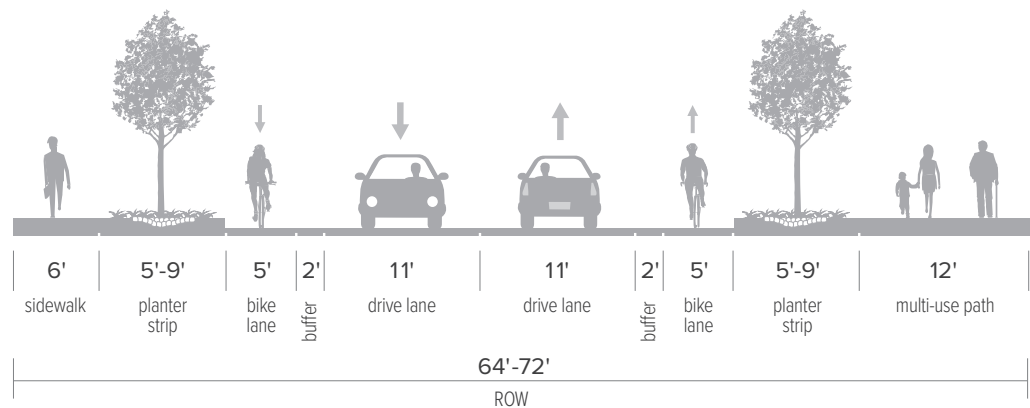 6' 5'-9' 5' 2' 11' 11' 2' 5' 5'-9' 12'
sidewalk planter strip bike lane buffer drive lane drive lane buffer bike lane planter strip multi-use path
64'-72'
ROW